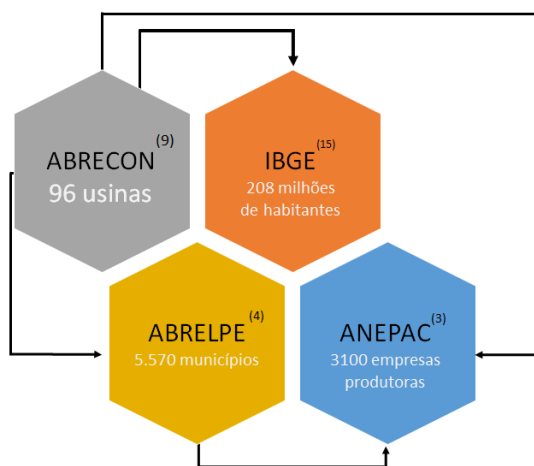 ABRECON(9)
96 usinas
IBGE(15)
208 milhões
de habitantes
ABRELPE(4)
5.570 municípios
ANEPAC(3)
3100 empresas
produtoras